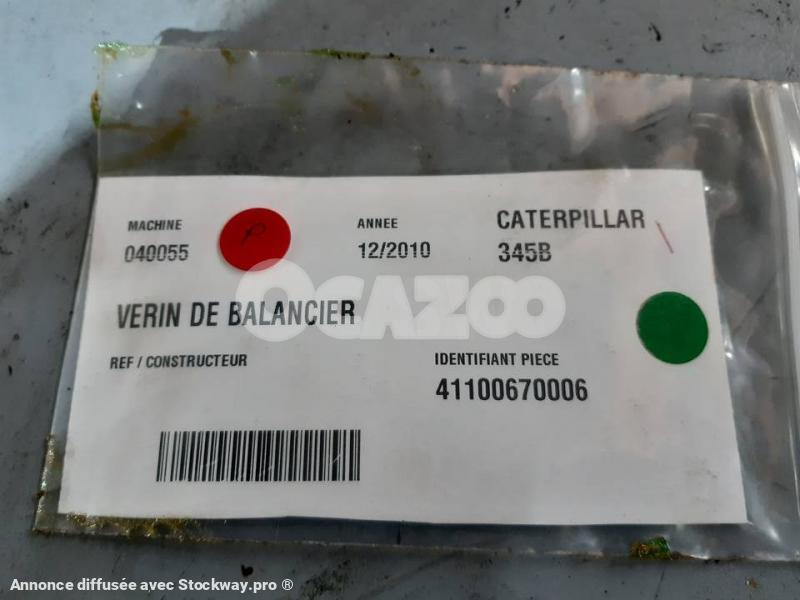 MACHINE
040055
P
ANNEE
12/2010
CATERPILLAR
345B
OCAZOO
VERIN DE BALANCIER
REF / CONSTRUCTEUR
IDENTIFIANT PIECE
41100670006
Annonce diffusée avec Stockway.pro ®